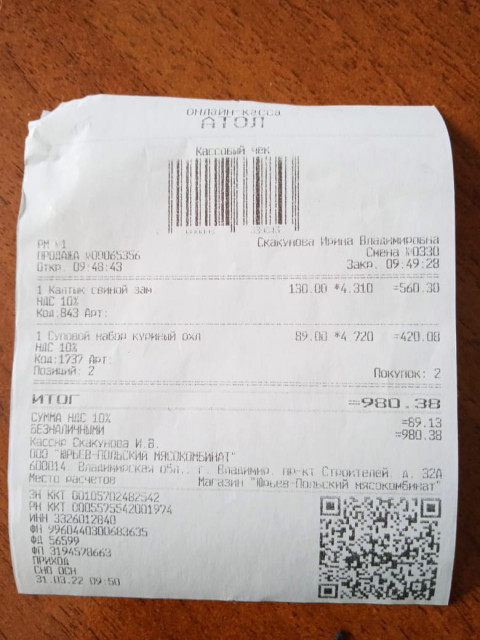 ОНЛАЙН-КАССА
АТОЛ
Кассовый чек
РМ №1 Скакунова Ирина Владимировна
ПРОДАЖА №00065356 Смена №0330
Откр. 09:48:43 Закр. 09:49:28
1 Калтык свиной зам 130.00 *4.310 =560.30
НДС 10%
Код:843 Арт:
1 Суповой набор куриный охл 89.00 *4.720 =420.08
НДС 10%
Код:1737 Арт:
Позиций: 2 Покупок: 2
ИТОГ =980.38
СУММА НДС 10% =89.13
БЕЗНАЛИЧНЫМИ =980.38
Кассир Скакунова И.В.
ООО "ЮРЬЕВ-ПОЛЬСКИЙ МЯСОКОМБИНАТ"
600014, Владимирская обл., г. Владимир, пр-кт Строителей, д. 32А
Место расчетов Магазин "Юрьев-Польский мясокомбинат"
ЗН ККТ 00105702482542
РН ККТ 0005575542001974
ИНН 3326012840
ФН 9960440300683635
ФД 56599
ФП 3194570663
ПРИХОД
СНО ОСН
31.03.22 09:50